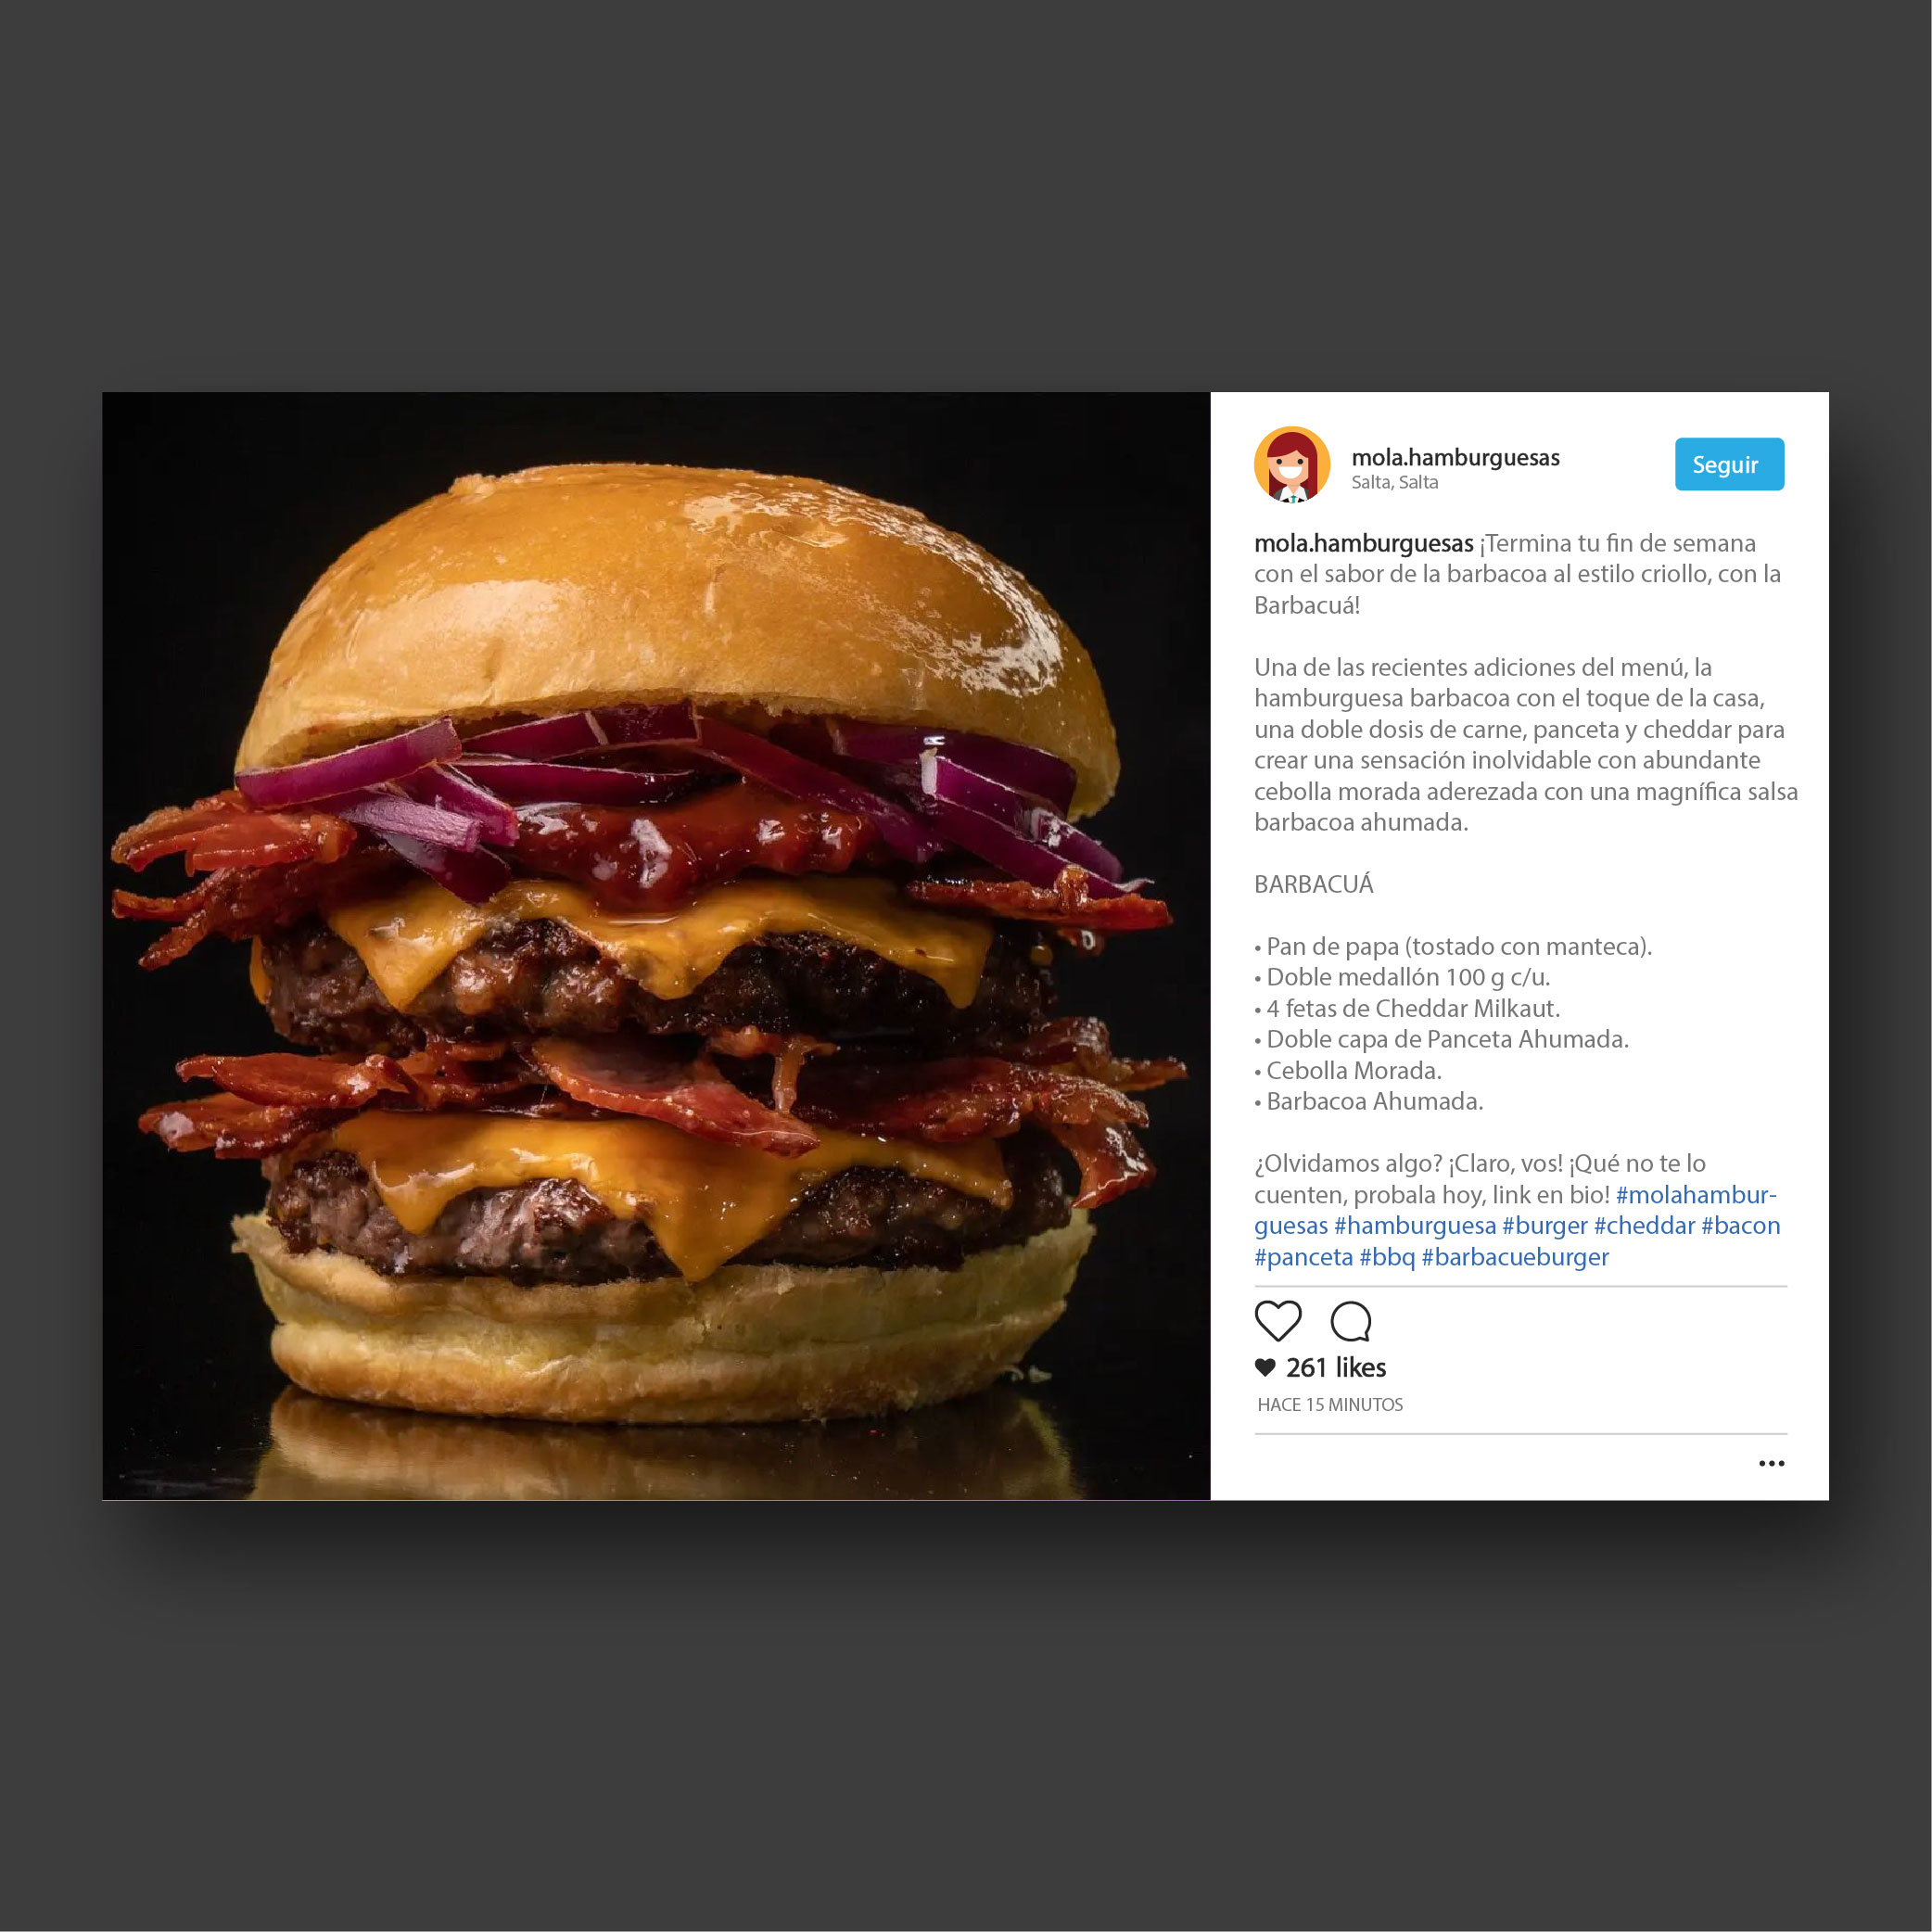 mola.hamburguesas
Salta, Salta
Seguir
mola.hamburguesas ¡Termina tu fin de semana
con el sabor de la barbacoa al estilo criollo, con la
Barbacuá!
Una de las recientes adiciones del menú, la
hamburguesa barbacoa con el toque de la casa,
una doble dosis de carne, panceta y cheddar para
crear una sensación inolvidable con abundante
cebolla morada aderezada con una magnífica salsa
barbacoa ahumada.
BARBACUÁ
• Pan de papa (tostado con manteca).
• Doble medallón 100 g c/u.
• 4 fetas de Cheddar Milkaut.
• Doble capa de Panceta Ahumada.
• Cebolla Morada.
• Barbacoa Ahumada.
¿Olvidamos algo? ¡Claro, vos! ¡Qué no te lo
cuenten, probala hoy, link en bio! #molahambur-
guesas #hamburguesa #burger #cheddar #bacon
#panceta #bbq #barbacueburger
261 likes
HACE 15 MINUTOS